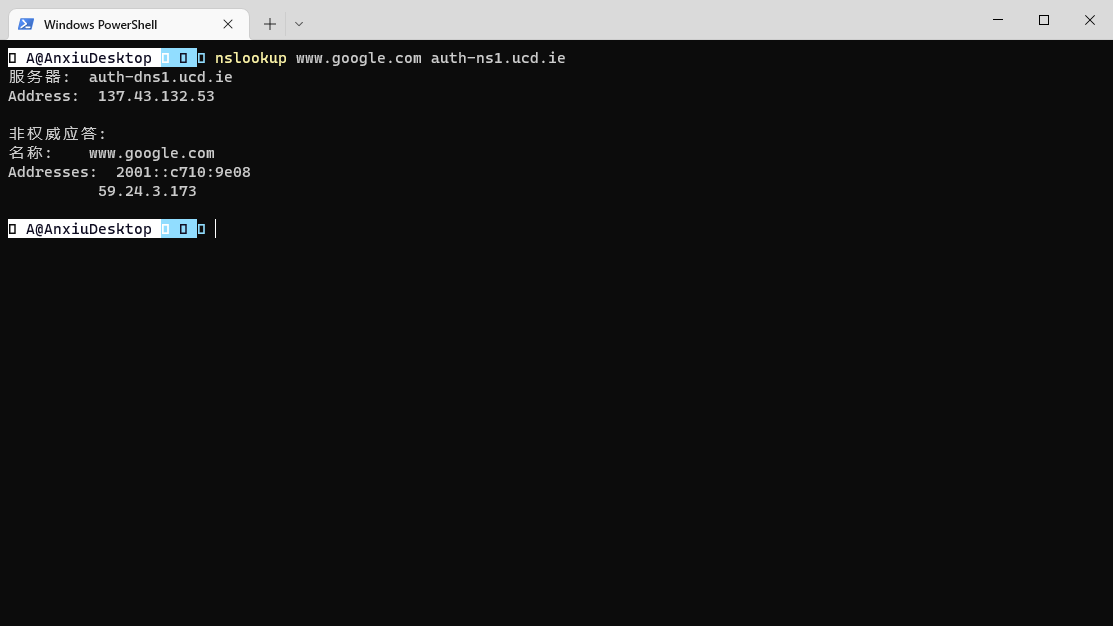 Windows PowerShell
A@AnxiuDesktop nslookup www.google.com auth-ns1.ucd.ie
服务器:  auth-dns1.ucd.ie
Address:  137.43.132.53
非权威应答:
名称:    www.google.com
Addresses:  2001::c710:9e08
59.24.3.173
A@AnxiuDesktop